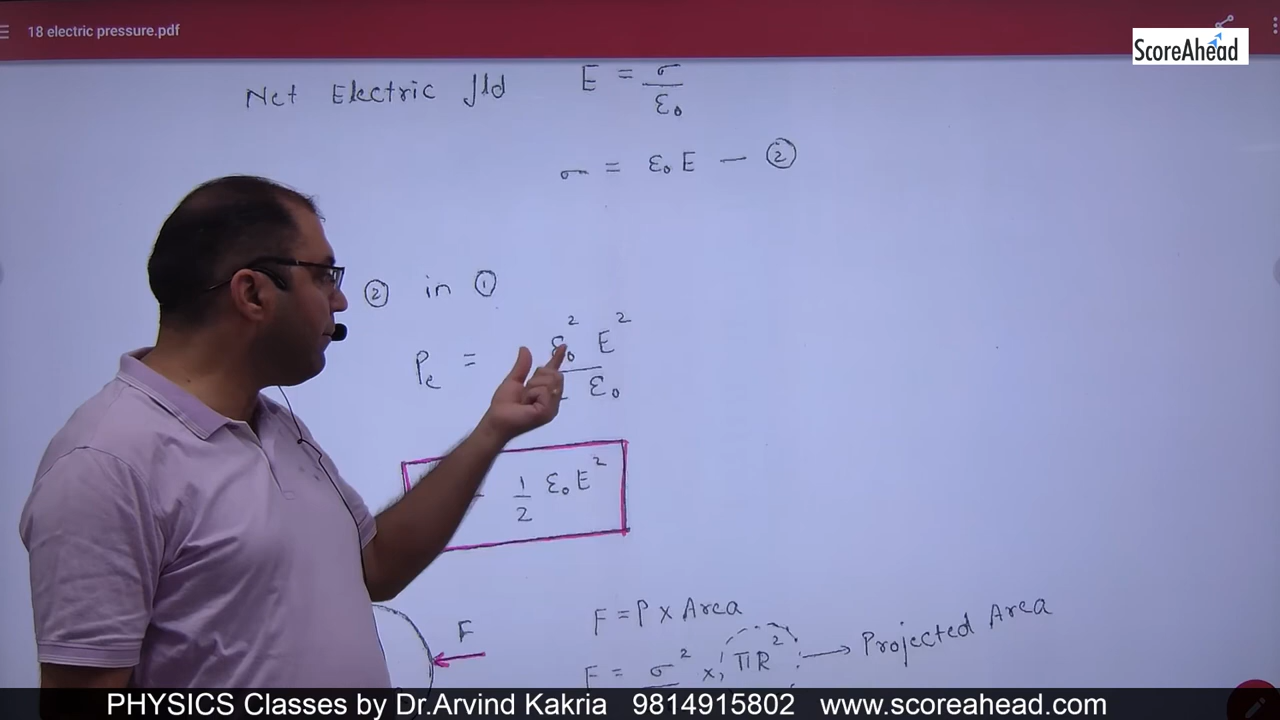 18 electric pressure.pdf
ScoreAhead
Net Electric fld E = σ / ε₀
σ = ε₀ E — ②
② in ①
Pe = ε₀² E² / ε₀
1/2 ε₀ E²
F = P x Area
F
F = σ² x πR² → Projected Area
PHYSICS Classes by Dr.Arvind Kakria 9814915802 www.scoreahead.com